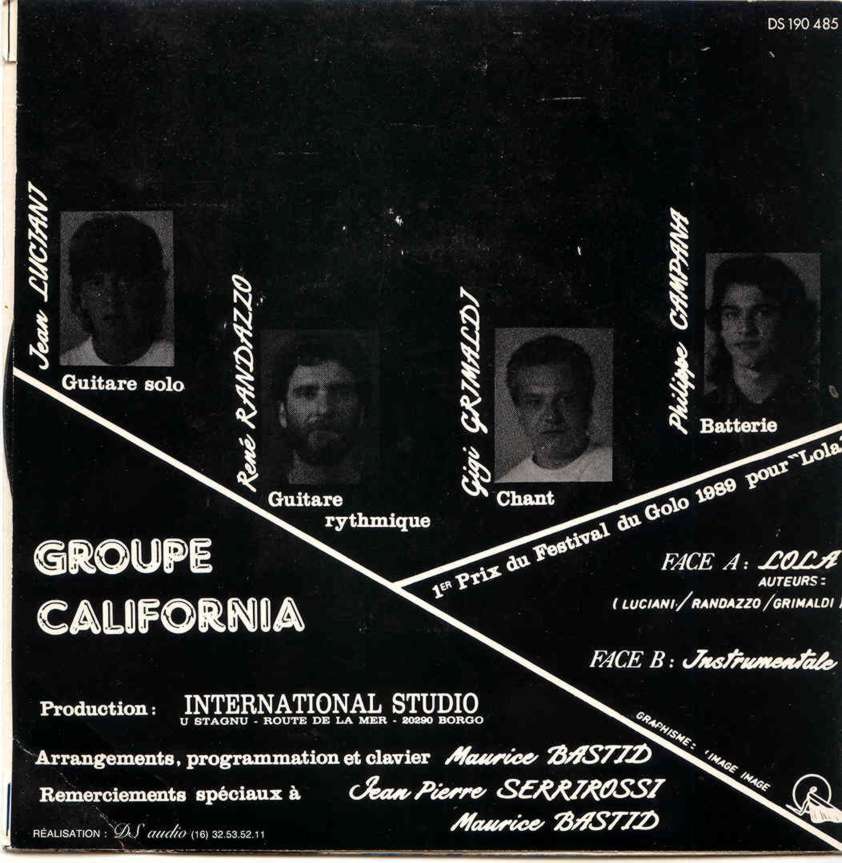 DS 190 485
Jean LUCIANI
Guitare solo
René RANDAZZO
Guitare
rythmique
Gigi GRIMALDI
Chant
Philippe CAMPANA
Batterie
1ER Prix du Festival du Golo 1989 pour "Lola"
GROUPE
CALIFORNIA
FACE A : LOLA
AUTEURS :
( LUCIANI / RANDAZZO / GRIMALDI )
FACE B : Instrumentale
Production : INTERNATIONAL STUDIO
U STAGNU - ROUTE DE LA MER - 20290 BORGO
Arrangements, programmation et clavier Maurice BASTID
Remerciements spéciaux à Jean Pierre SERRIROSSI
Maurice BASTID
GRAPHISME : 'IMAGE IMAGE
RÉALISATION : DS audio (16) 32.53.52.11